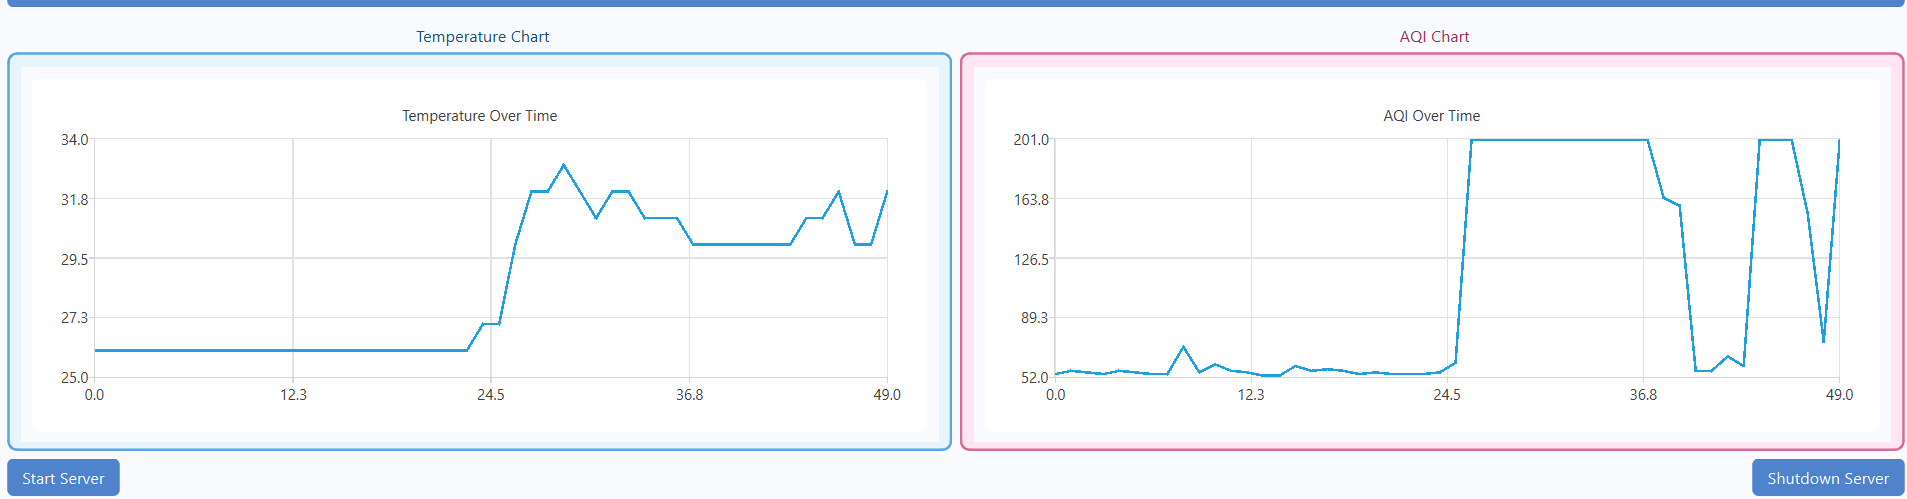 Temperature Chart
Temperature Over Time
34.0
31.8
29.5
27.3
25.0
0.0 12.3 24.5 36.8 49.0
AQI Chart
AQI Over Time
201.0
163.8
126.5
89.3
52.0
0.0 12.3 24.5 36.8 49.0
Start Server
Shutdown Server